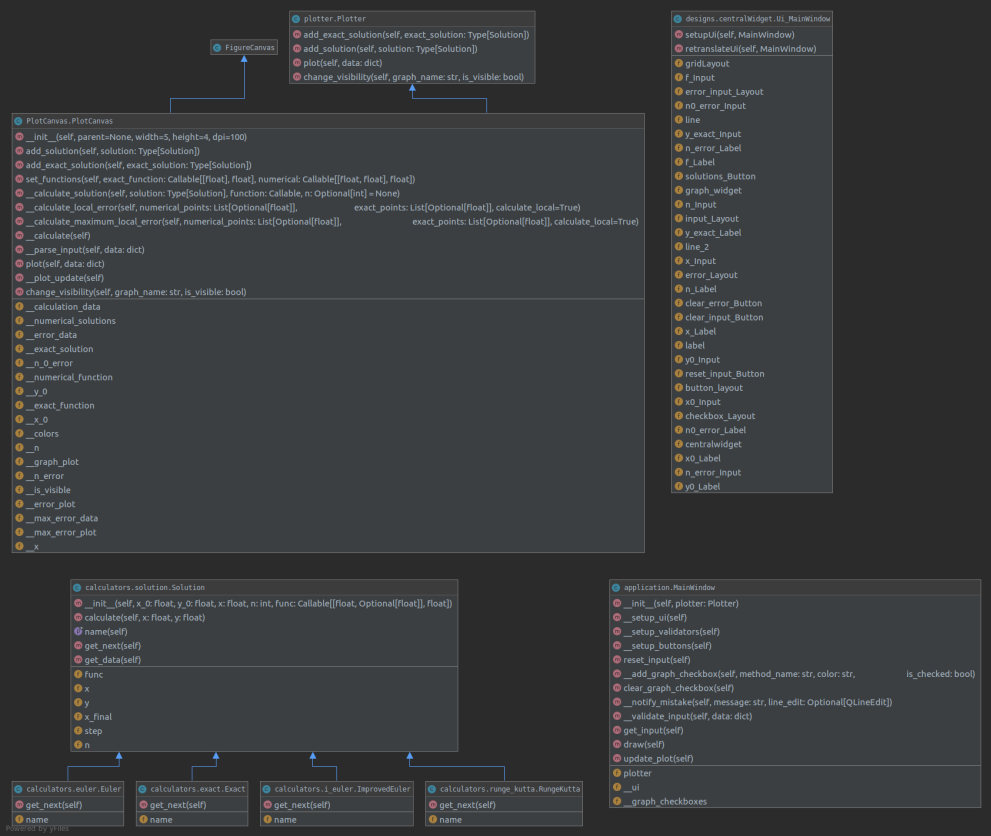 FigureCanvas
plotter.Plotter
add_exact_solution(self, exact_solution: Type[Solution])
add_solution(self, solution: Type[Solution])
plot(self, data: dict)
change_visibility(self, graph_name: str, is_visible: bool)
PlotCanvas.PlotCanvas
__init__(self, parent=None, width=5, height=4, dpi=100)
add_solution(self, solution: Type[Solution])
add_exact_solution(self, exact_solution: Type[Solution])
set_functions(self, exact_function: Callable[[float], float], numerical: Callable[[float, float], float])
__calculate_solution(self, solution: Type[Solution], function: Callable, n: Optional[int] = None)
__calculate_local_error(self, numerical_points: List[Optional[float]], exact_points: List[Optional[float]], calculate_local=True)
__calculate_maximum_local_error(self, numerical_points: List[Optional[float]], exact_points: List[Optional[float]], calculate_local=True)
__calculate(self)
__parse_input(self, data: dict)
plot(self, data: dict)
__plot_update(self)
change_visibility(self, graph_name: str, is_visible: bool)
__calculation_data
__numerical_solutions
__error_data
__exact_solution
__n_0_error
__numerical_function
__y_0
__exact_function
__x_0
__colors
__n
__graph_plot
__n_error
__is_visible
__error_plot
__max_error_data
__max_error_plot
__x
designs.centralWidget.Ui_MainWindow
setupUi(self, MainWindow)
retranslateUi(self, MainWindow)
gridLayout
f_Input
error_input_Layout
n0_error_Input
line
y_exact_Input
n_error_Label
f_Label
solutions_Button
graph_widget
n_Input
input_Layout
y_exact_Label
line_2
x_Input
error_Layout
n_Label
clear_error_Button
clear_input_Button
x_Label
label
y0_Input
reset_input_Button
button_layout
x0_Input
checkbox_Layout
n0_error_Label
centralwidget
x0_Label
n_error_Input
y0_Label
calculators.solution.Solution
__init__(self, x_0: float, y_0: float, x: float, n: int, func: Callable[[float, Optional[float]], float])
calculate(self, x: float, y: float)
name(self)
get_next(self)
get_data(self)
func
x
y
x_final
step
n
calculators.euler.Euler
get_next(self)
name
calculators.exact.Exact
get_next(self)
name
calculators.i_euler.ImprovedEuler
get_next(self)
name
calculators.runge_kutta.RungeKutta
get_next(self)
name
application.MainWindow
__init__(self, plotter: Plotter)
__setup_ui(self)
__setup_validators(self)
__setup_buttons(self)
reset_input(self)
__add_graph_checkbox(self, method_name: str, color: str, is_checked: bool)
clear_graph_checkbox(self)
__notify_mistake(self, message: str, line_edit: Optional[QLineEdit])
__validate_input(self, data: dict)
get_input(self)
draw(self)
update_plot(self)
plotter
__ui
__graph_checkboxes
Powered by yFiles